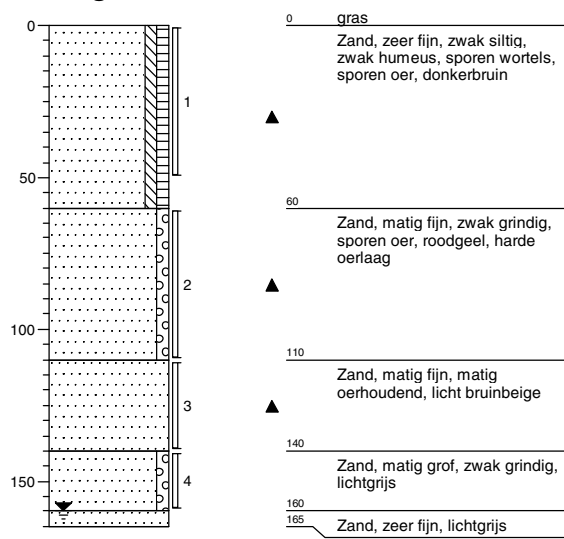 0
50
100
150
1
2
3
4
0 gras
Zand, zeer fijn, zwak siltig,
zwak humeus, sporen wortels,
sporen oer, donkerbruin
60
Zand, matig fijn, zwak grindig,
sporen oer, roodgeel, harde
oerlaag
110
Zand, matig fijn, matig
oerhoudend, licht bruinbeige
140
Zand, matig grof, zwak grindig,
lichtgrijs
160
165
Zand, zeer fijn, lichtgrijs